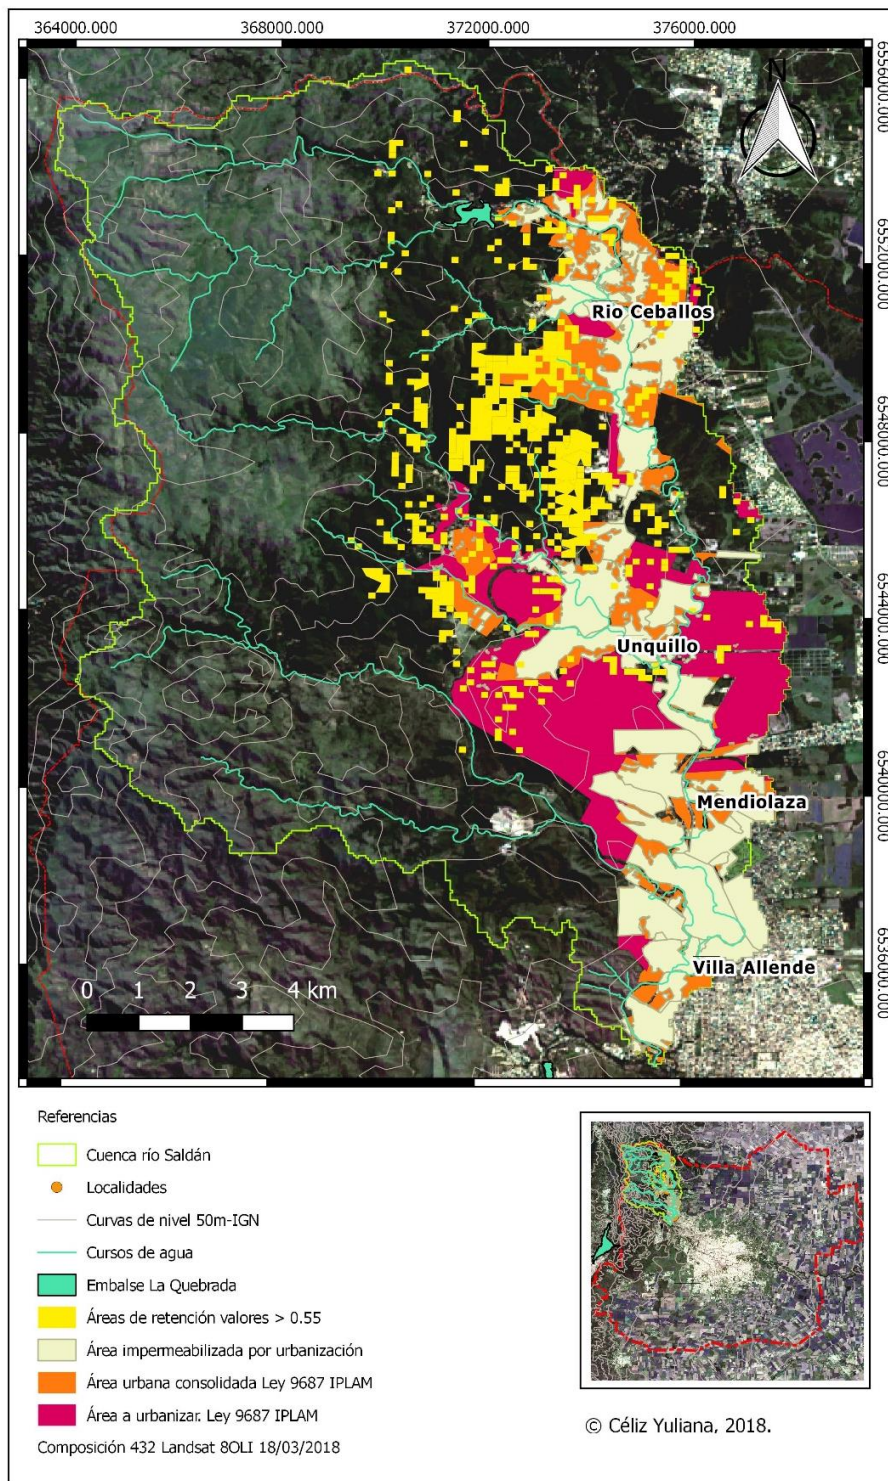 364000.000 368000.000 372000.000 376000.000
N
6556000.000
6552000.000
Rio Ceballos
6548000.000
6544000.000
Unquillo
6540000.000
Mendiolaza
Villa Allende
6536000.000
0 1 2 3 4 km
Referencias
Cuenca río Saldán
Localidades
Curvas de nivel 50m-IGN
Cursos de agua
Embalse La Quebrada
Áreas de retención valores > 0.55
Área impermeabilizada por urbanización
Área urbana consolidada Ley 9687 IPLAM
Área a urbanizar. Ley 9687 IPLAM
Composición 432 Landsat 8OLI 18/03/2018
© Céliz Yuliana, 2018.